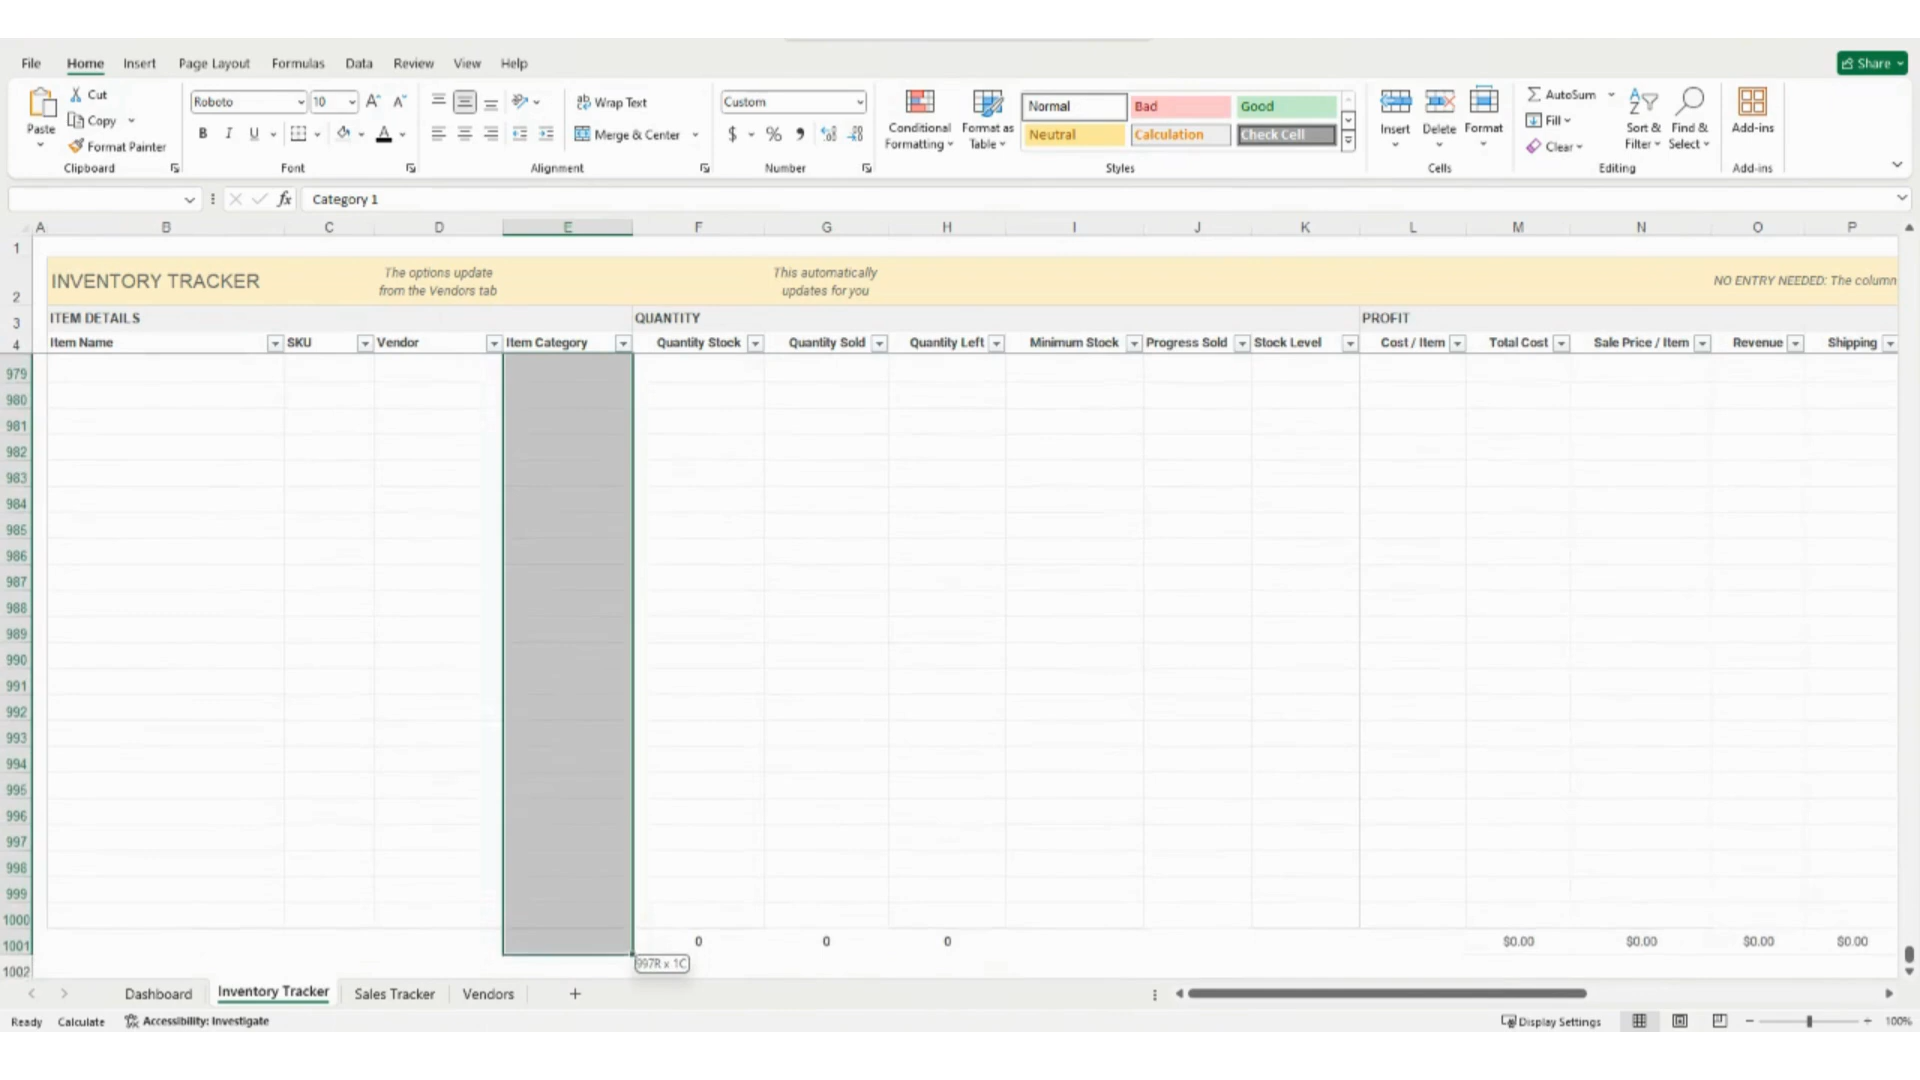 File Home Insert Page Layout Formulas Data Review View Help Share
Cut Roboto 10 Wrap Text Custom Normal Bad Good AutoSum
Paste Copy Conditional Formatting Format as Table Insert Delete Format Fill Sort & Filter Find & Select Add-ins
Format Painter B I U Merge & Center $ % Neutral Calculation Check Cell Clear
Clipboard Font Alignment Number Styles Cells Editing Add-ins
fx Category 1
A B C D E F G H I J K L M N O P
1
2 INVENTORY TRACKER The options update from the Vendors tab This automatically updates for you NO ENTRY NEEDED: The column
3 ITEM DETAILS QUANTITY PROFIT
4 Item Name SKU Vendor Item Category Quantity Stock Quantity Sold Quantity Left Minimum Stock Progress Sold Stock Level Cost / Item Total Cost Sale Price / Item Revenue Shipping
979
980
981
982
983
984
985
986
987
988
989
990
991
992
993
994
995
996
997
998
999
1000
1001 0 0 0 $0.00 $0.00 $0.00 $0.00
997R x 1C
1002
Dashboard Inventory Tracker Sales Tracker Vendors +
Ready Calculate Accessibility: Investigate Display Settings 100%